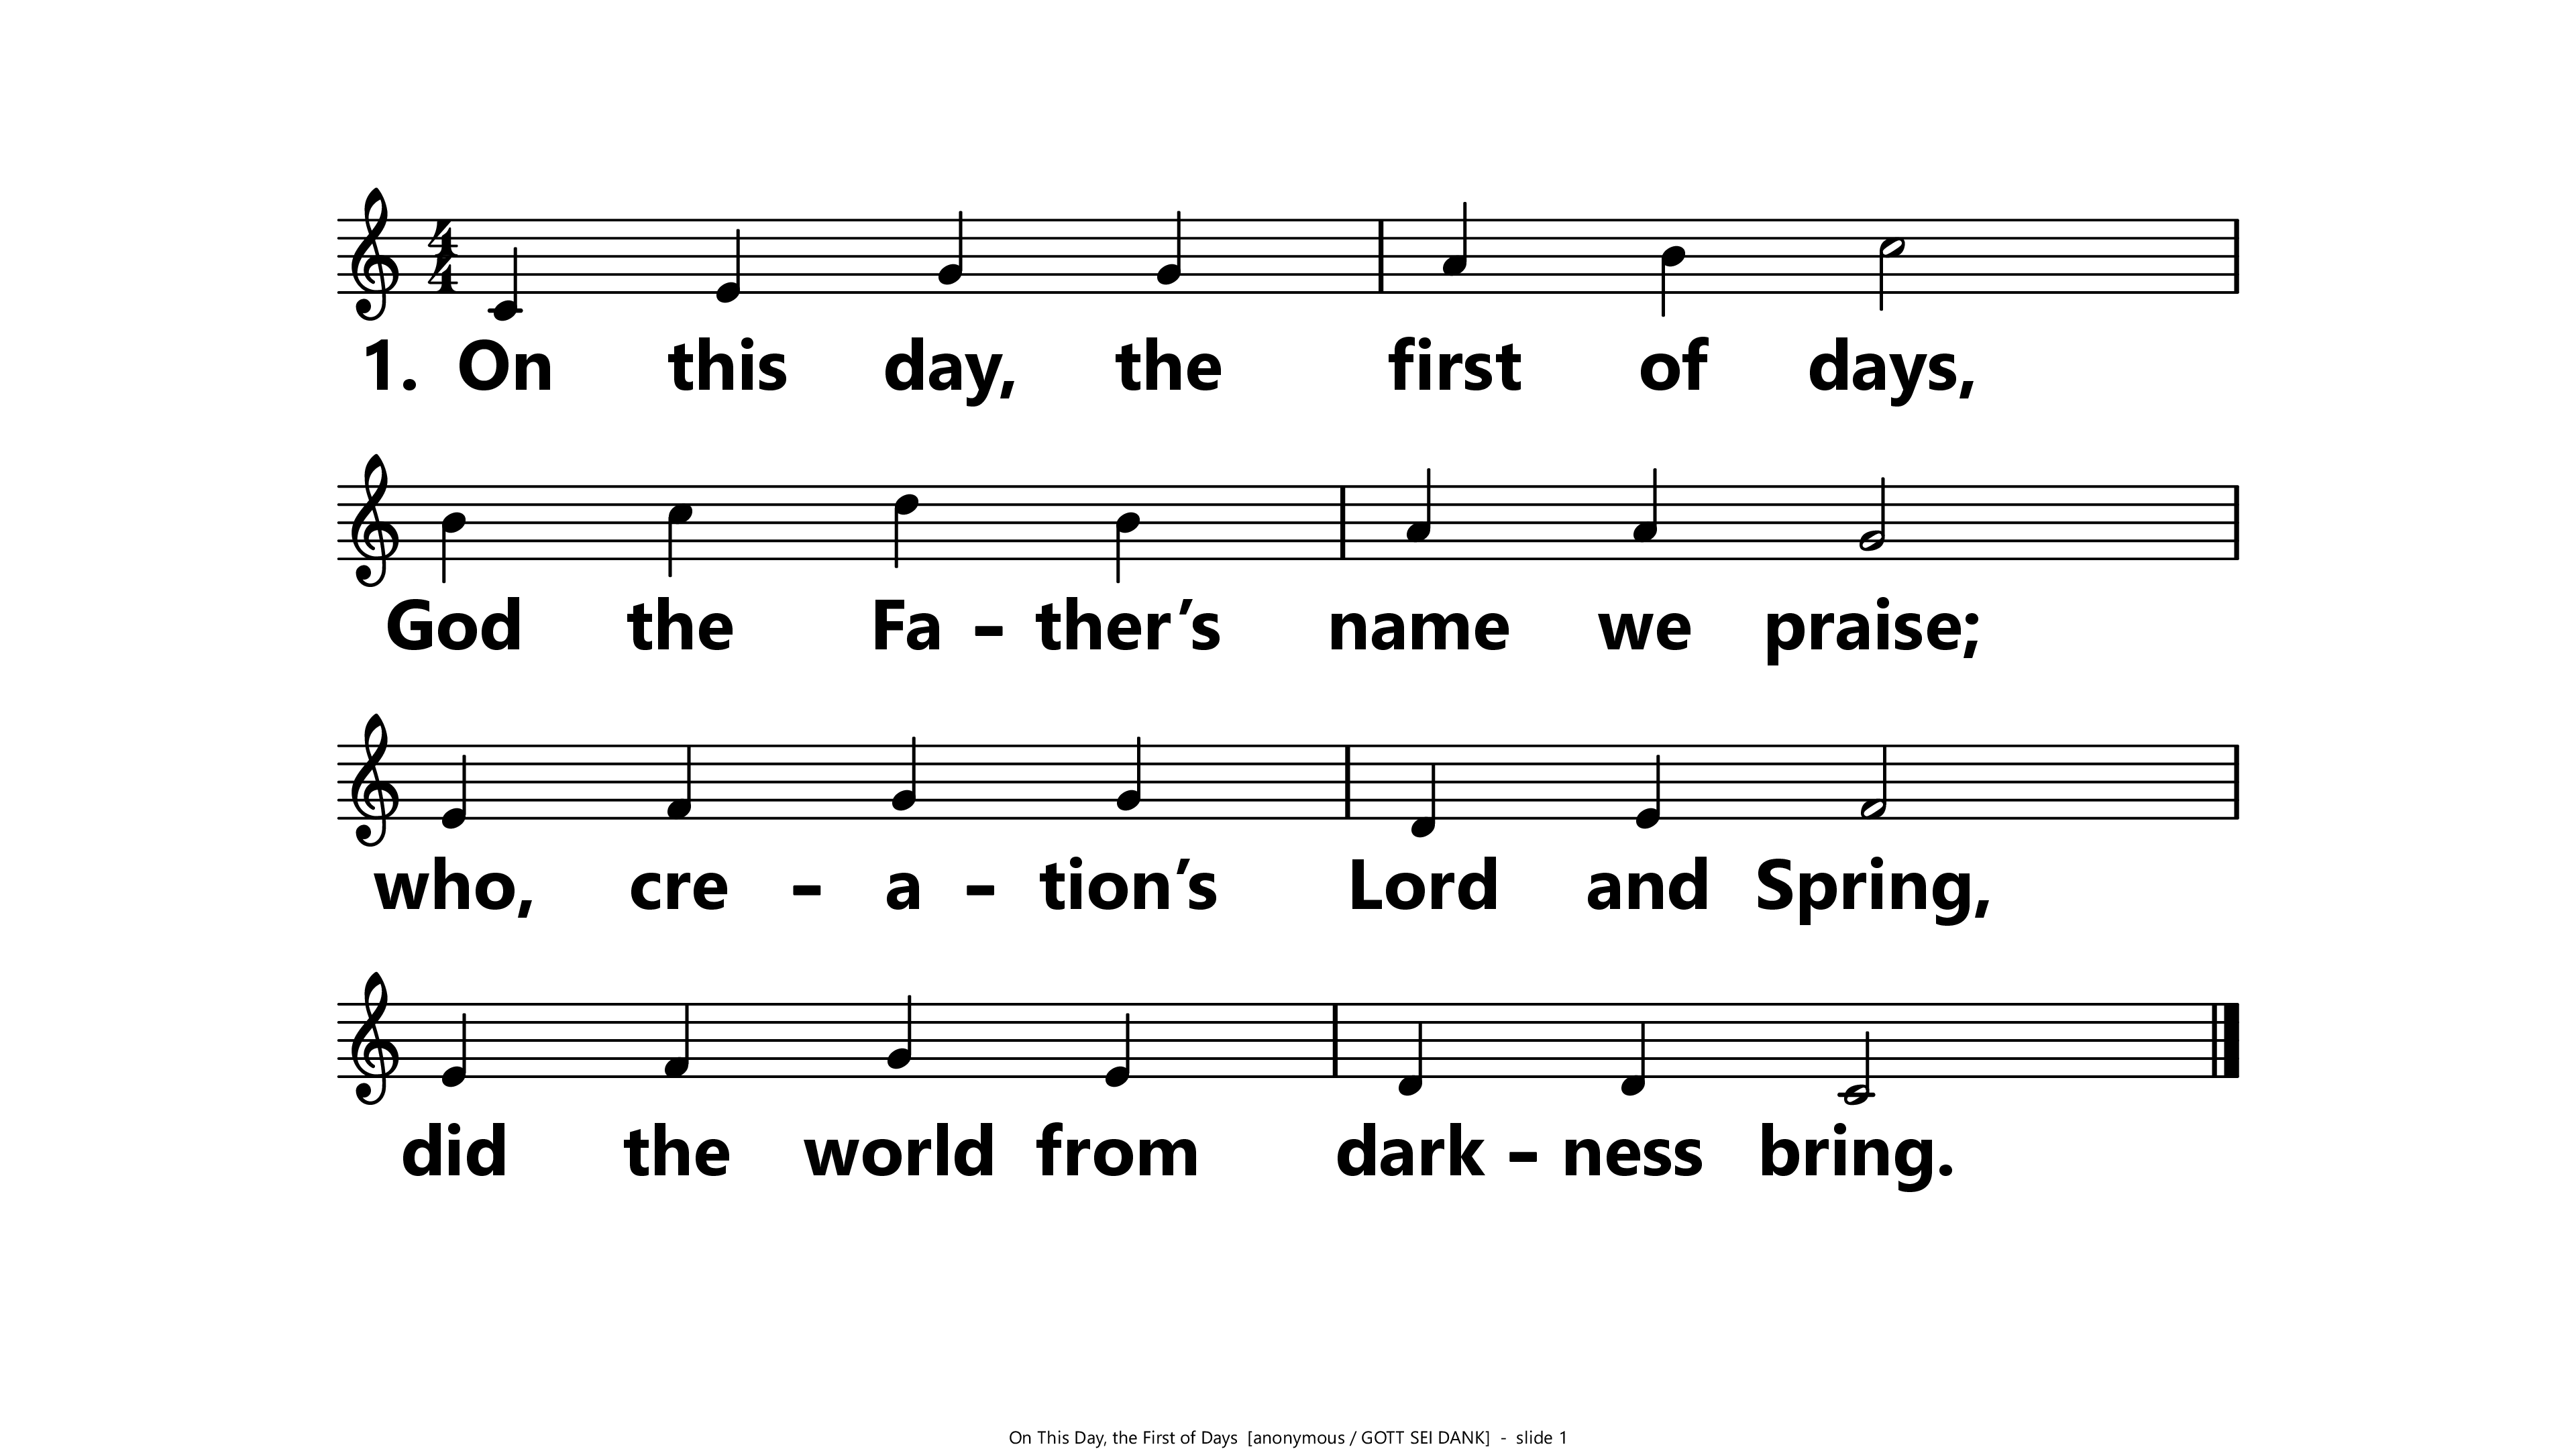 1. On this day, the first of days,
God the Fa - ther’s name we praise;
who, cre - a - tion’s Lord and Spring,
did the world from dark - ness bring.
On This Day, the First of Days [anonymous / GOTT SEI DANK] - slide 1